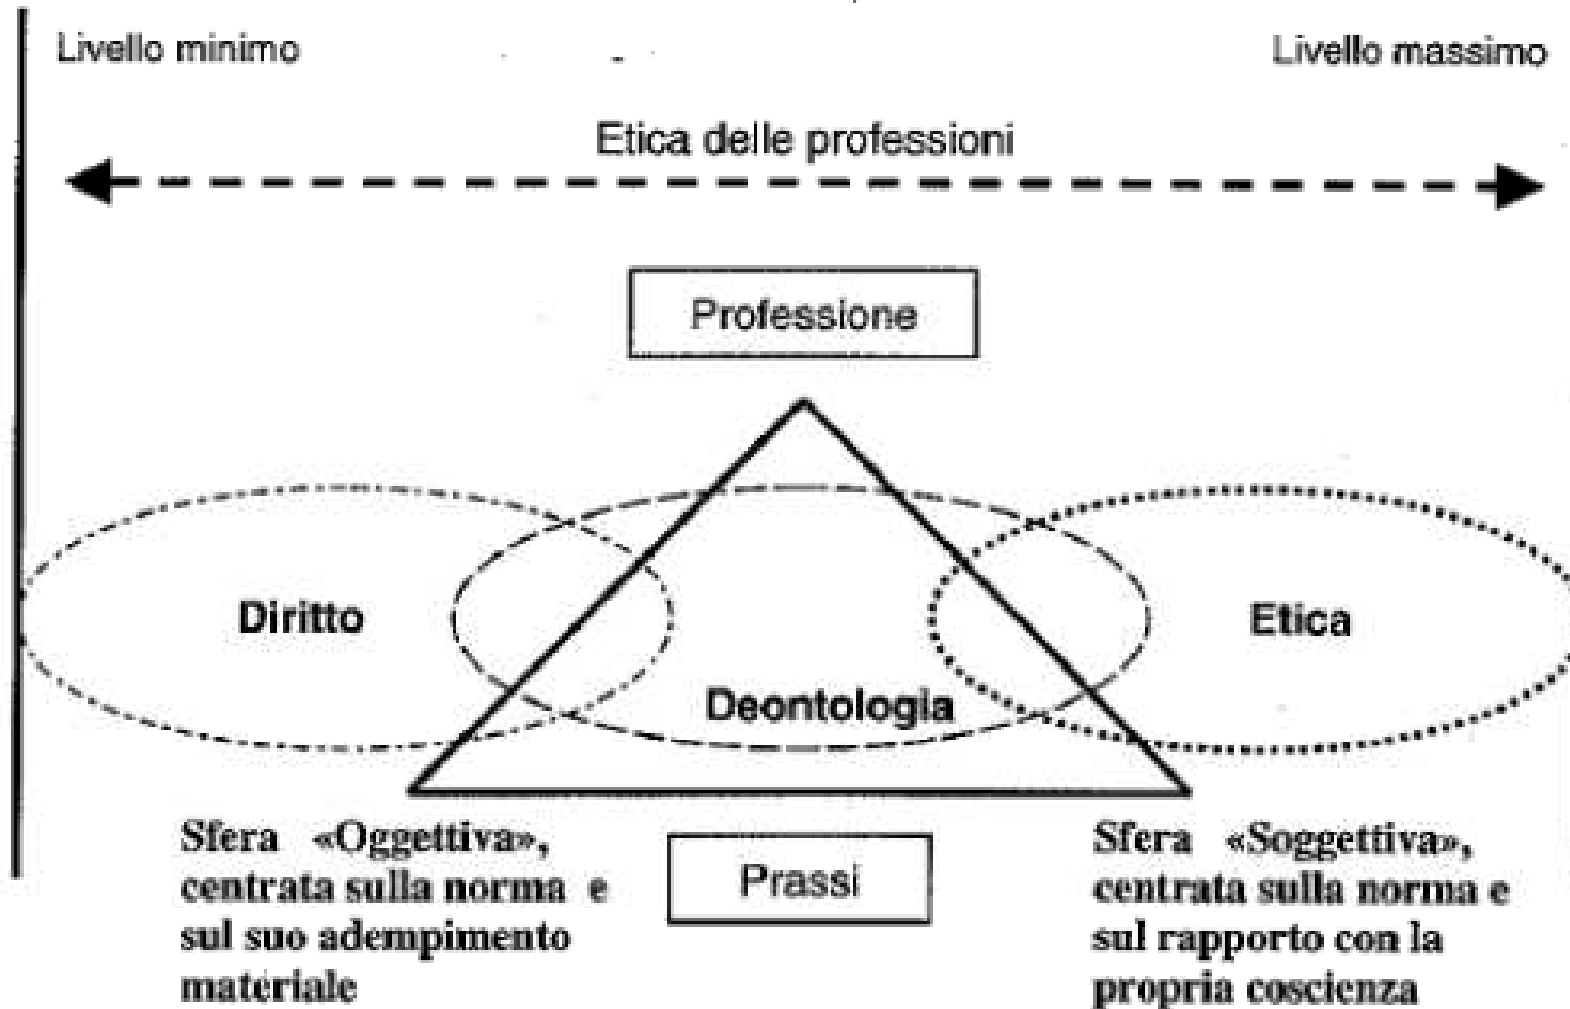 Livello minimo
Livello massimo
Etica delle professioni
Professione
Diritto
Etica
Deontologia
Sfera «Oggettiva»,
centrata sulla norma e
sul suo adempimento
materiale
Prassi
Sfera «Soggettiva»,
centrata sulla norma e
sul rapporto con la
propria coscienza